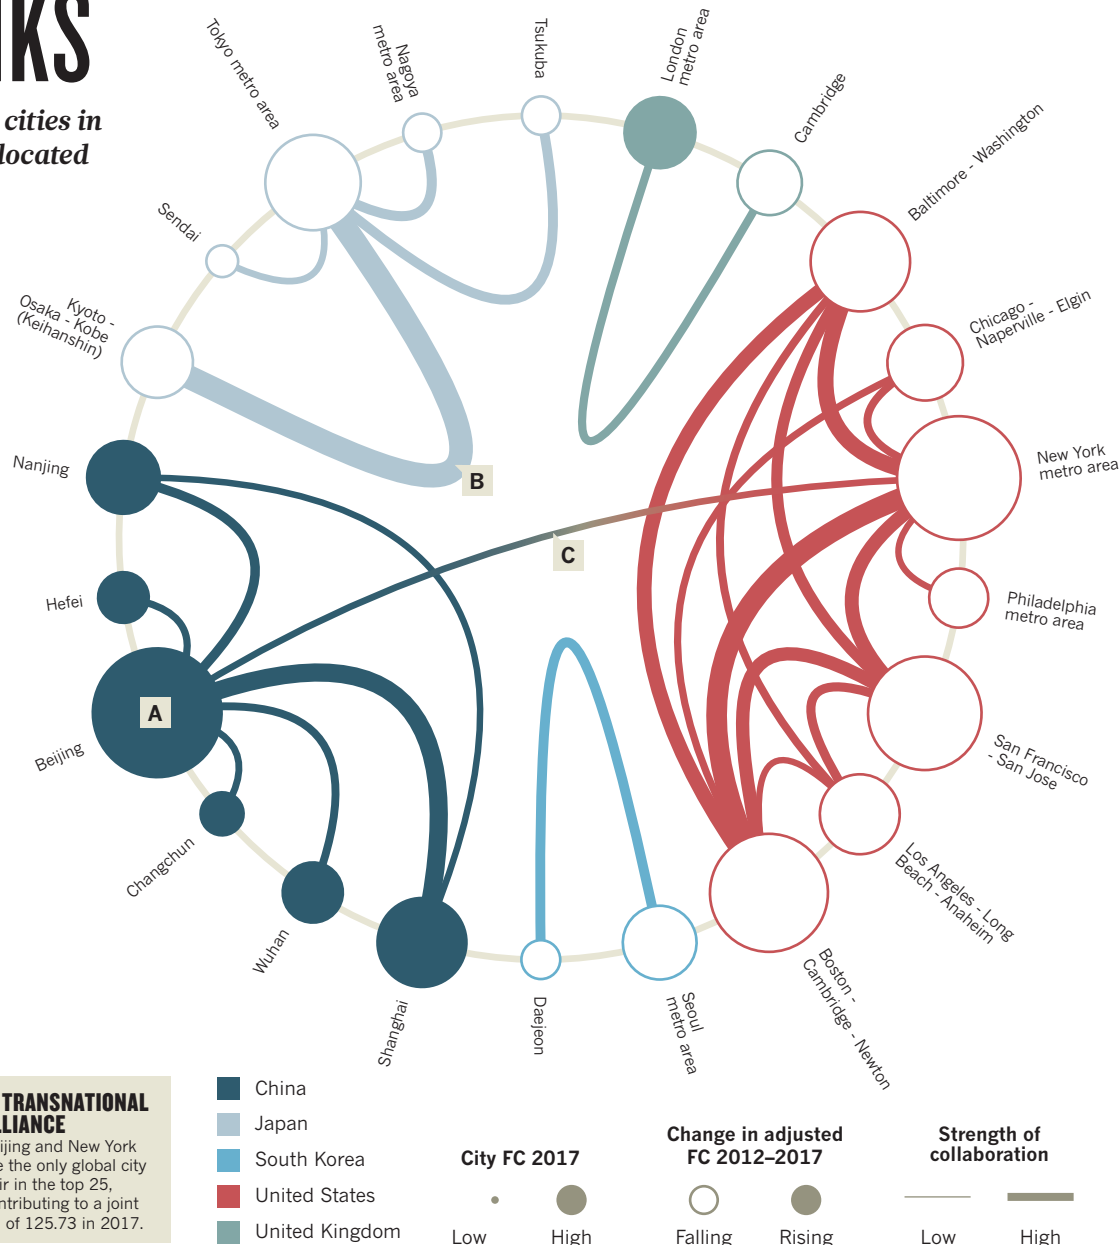 NKS
cities in
located
Tokyo metro area
Nagoya
metro area
Tsukuba
London
metro area
Cambridge
Baltimore - Washington
Sendai
Chicago -
Naperville - Elgin
Kyoto -
Osaka - Kobe
(Keihanshin)
New York
metro area
Nanjing
B
C
Hefei
Philadelphia
metro area
A
Beijing
San Francisco
- San Jose
Changchun
Los Angeles - Long
Beach - Anaheim
Wuhan
Boston -
Cambridge - Newton
Shanghai
Daejeon
Seoul
metro area
TRANSNATIONAL
LLIANCE
ijing and New York
e the only global city
ir in the top 25,
ntributing to a joint
of 125.73 in 2017.
China
Japan
South Korea
United States
United Kingdom
City FC 2017
Low
High
Change in adjusted
FC 2012–2017
Falling
Rising
Strength of
collaboration
Low
High